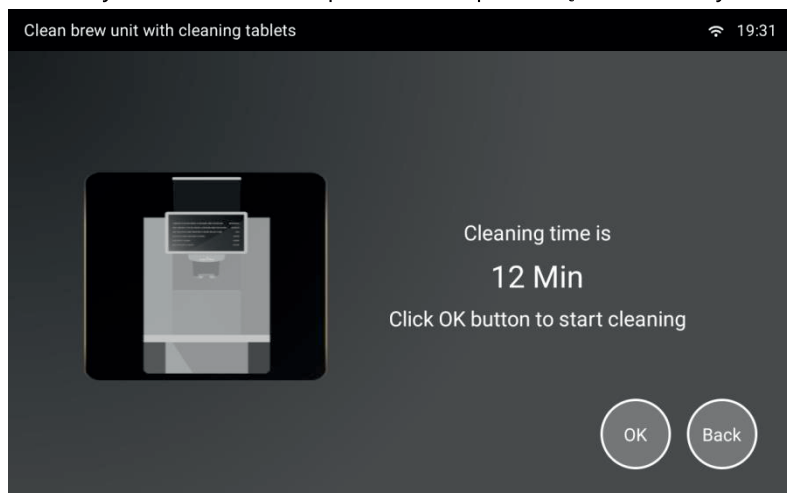 Clean brew unit with cleaning tablets
19:31
Cleaning time is
12 Min
Click OK button to start cleaning
OK
Back